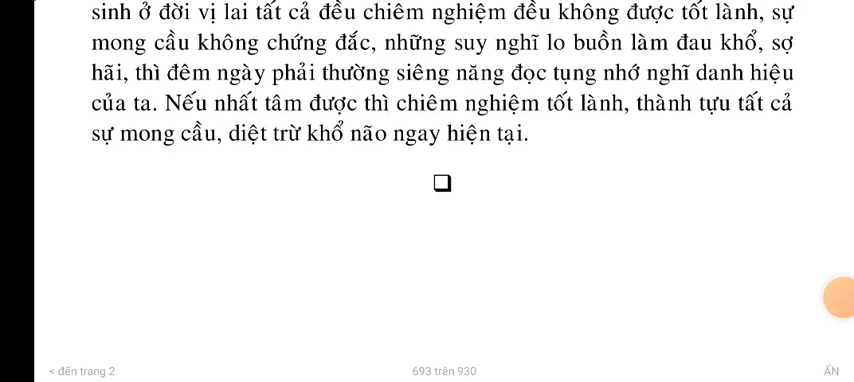 sinh ở đời vị lai tất cả đều chiêm nghiệm đều không được tốt lành, sự
mong cầu không chứng đắc, những suy nghĩ lo buồn làm đau khổ, sợ
hãi, thì đêm ngày phải thường siêng năng đọc tụng nhớ nghĩ danh hiệu
của ta. Nếu nhất tâm được thì chiêm nghiệm tốt lành, thành tựu tất cả
sự mong cầu, diệt trừ khổ não ngay hiện tại.
< đến trang 2
693 trên 930
ẨN